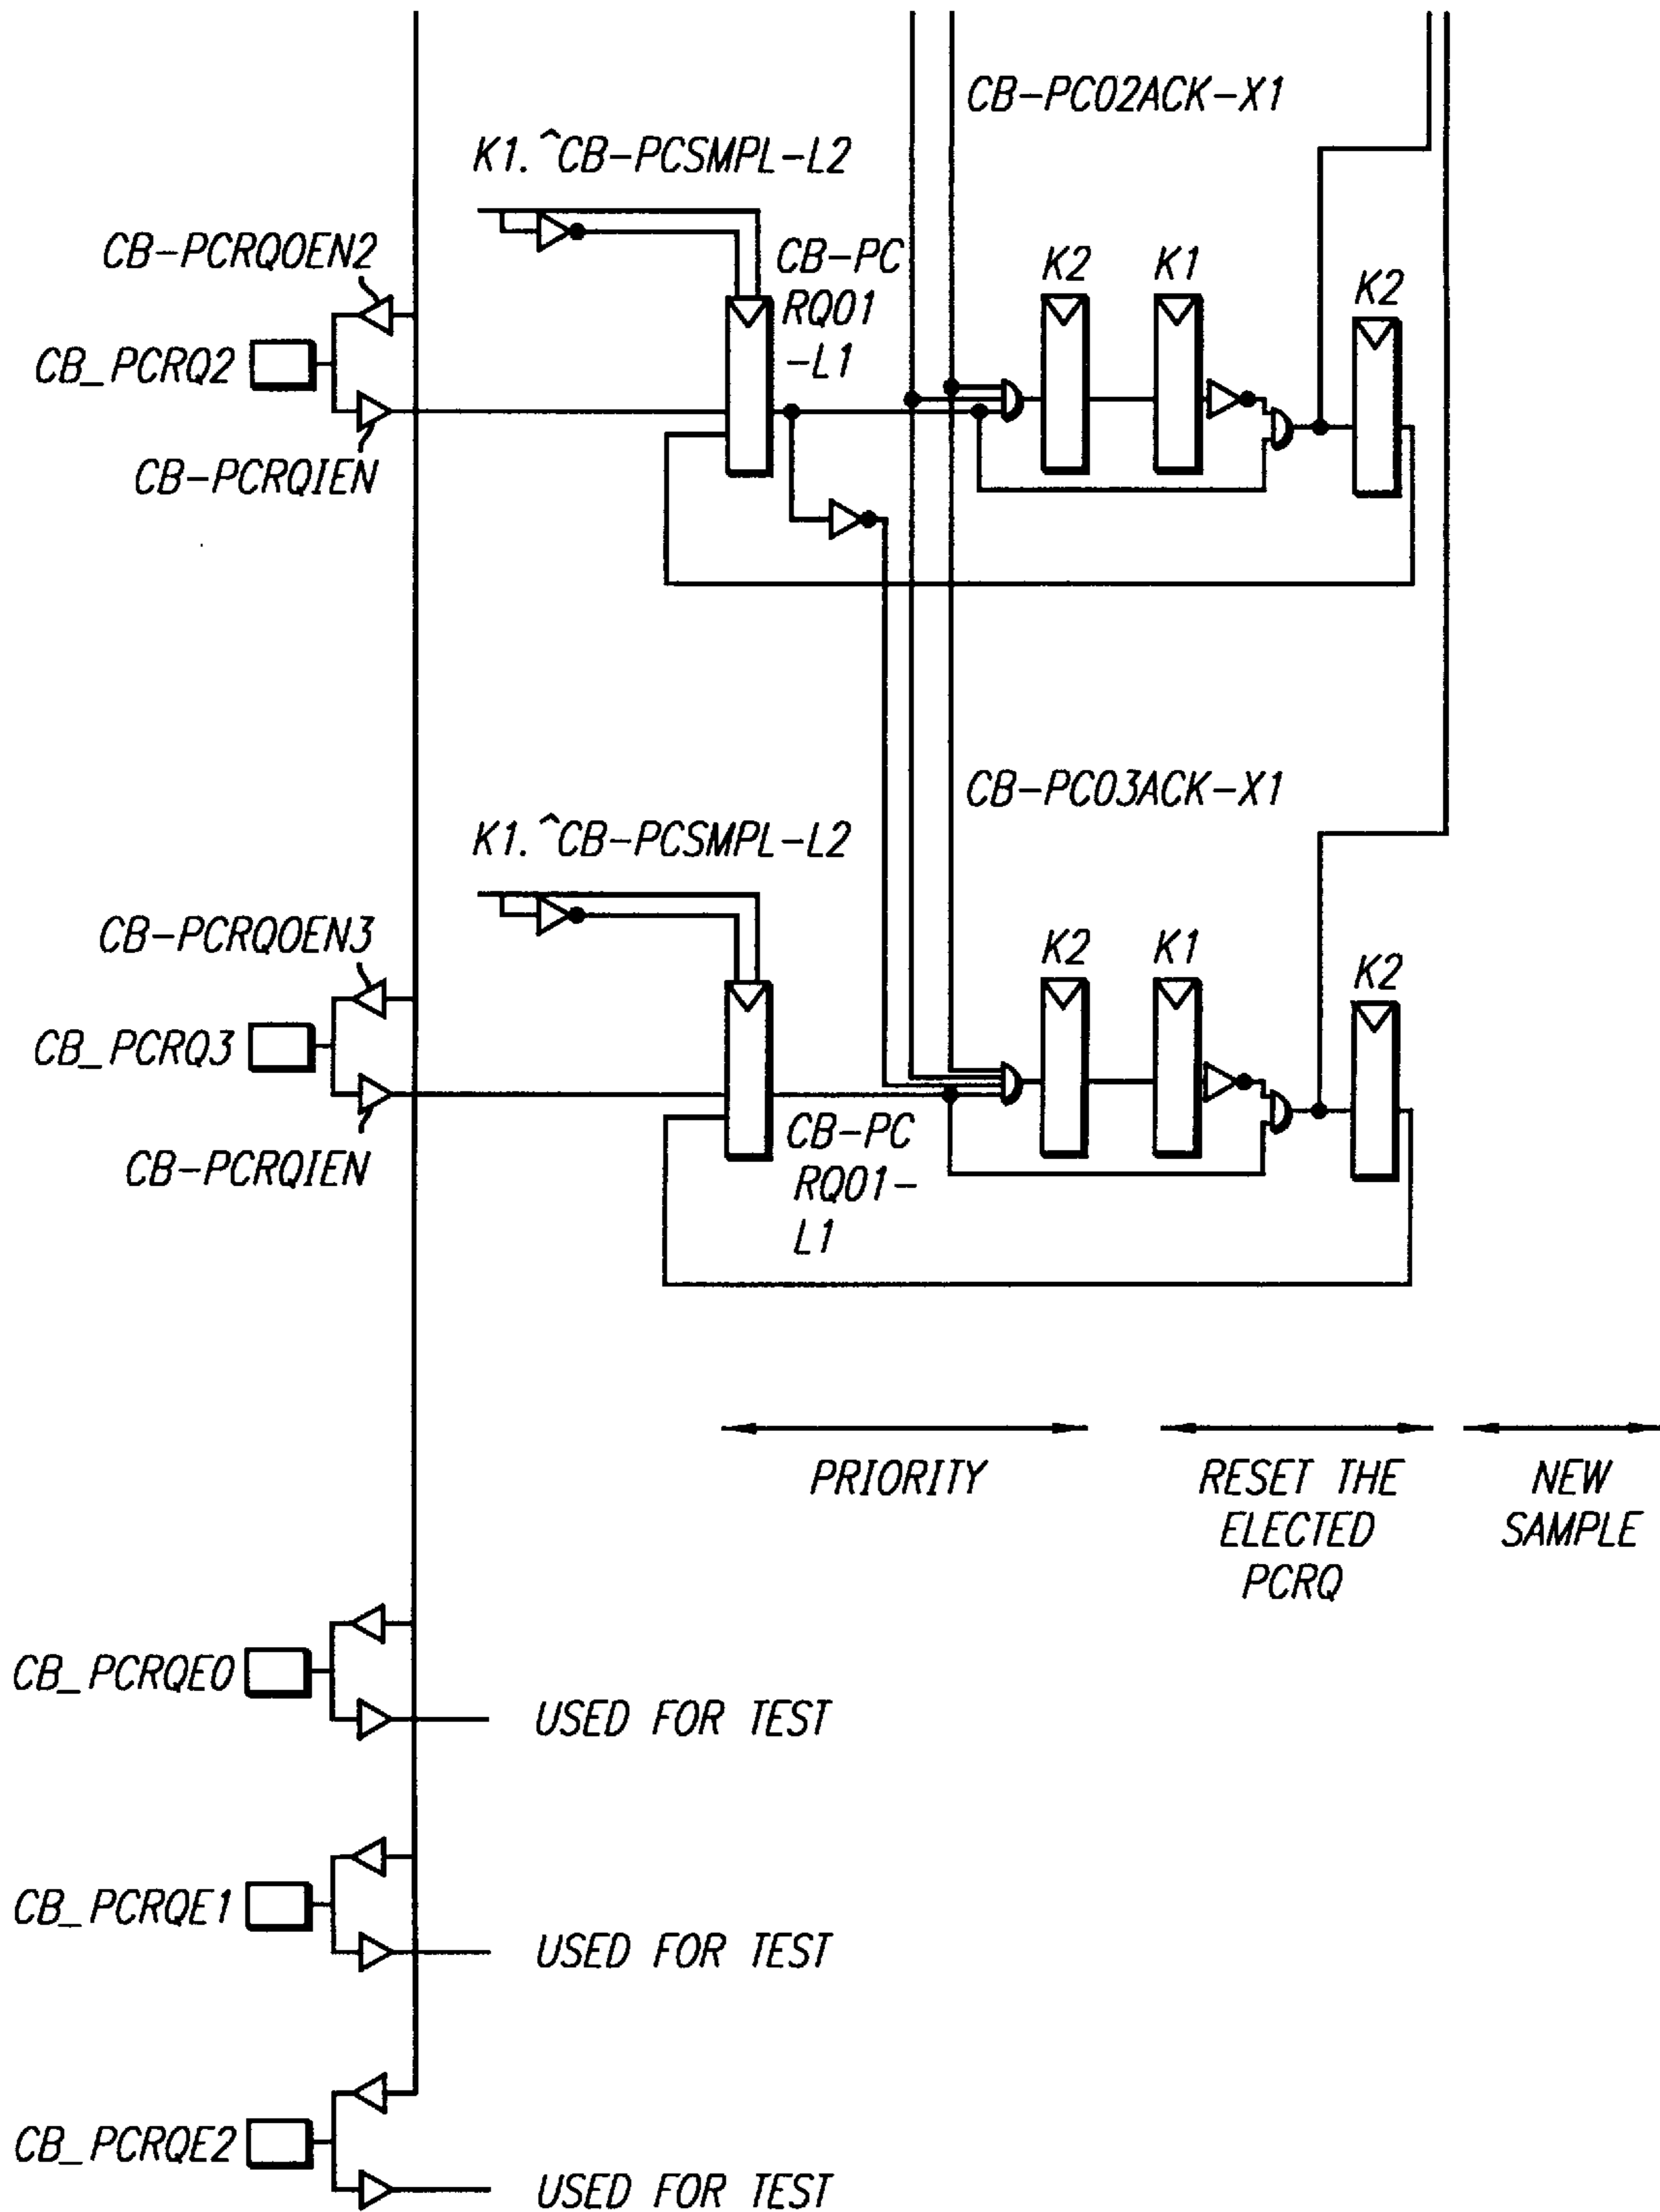 CB-PC02ACK-X1
K1.^CB-PCSMPL-L2
CB-PCRQOEN2
CB-PC
RQ01
-L1
K2
K1
K2
CB_PCRQ2
CB-PCRQIEN
CB-PC03ACK-X1
K1.^CB-PCSMPL-L2
CB-PCRQOEN3
K2
K1
K2
CB_PCRQ3
CB-PCRQIEN
CB-PC
RQ01-
L1
PRIORITY
RESET THE
ELECTED
PCRQ
NEW
SAMPLE
CB_PCRQE0
USED FOR TEST
CB_PCRQE1
USED FOR TEST
CB_PCRQE2
USED FOR TEST